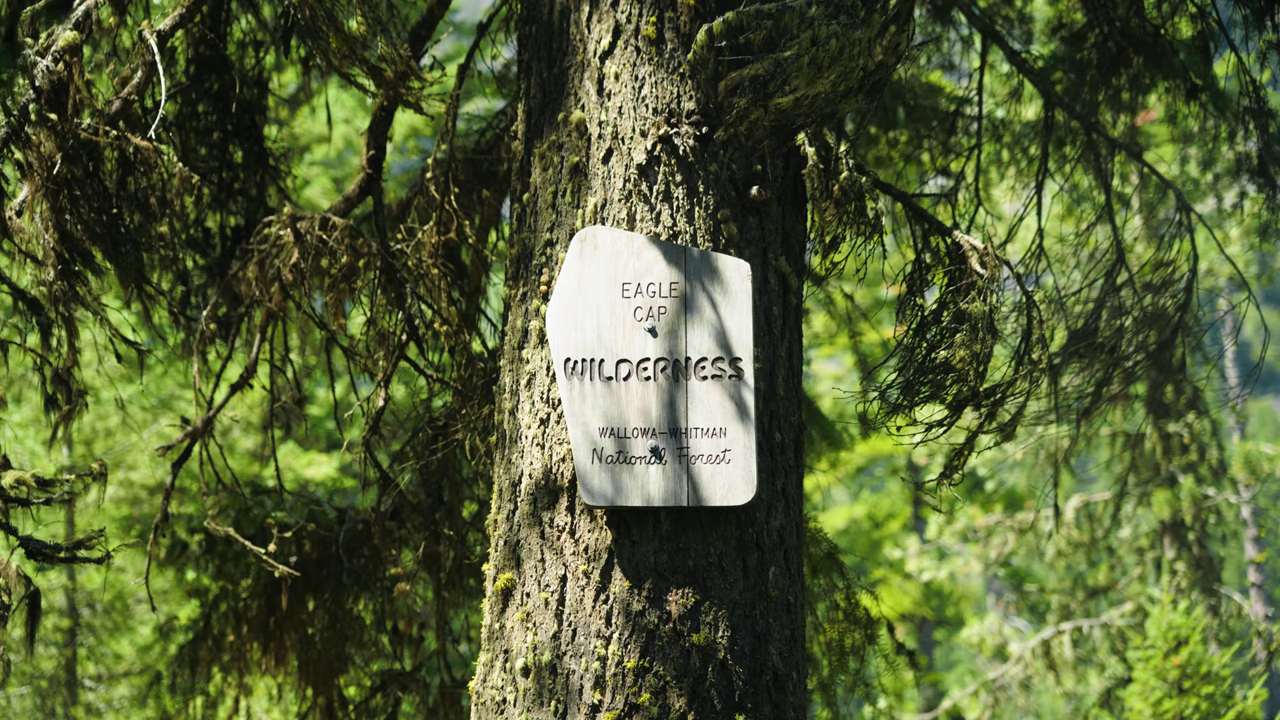 EAGLE
CAP
WILDERNESS
WALLOWA-WHITMAN
National Forest